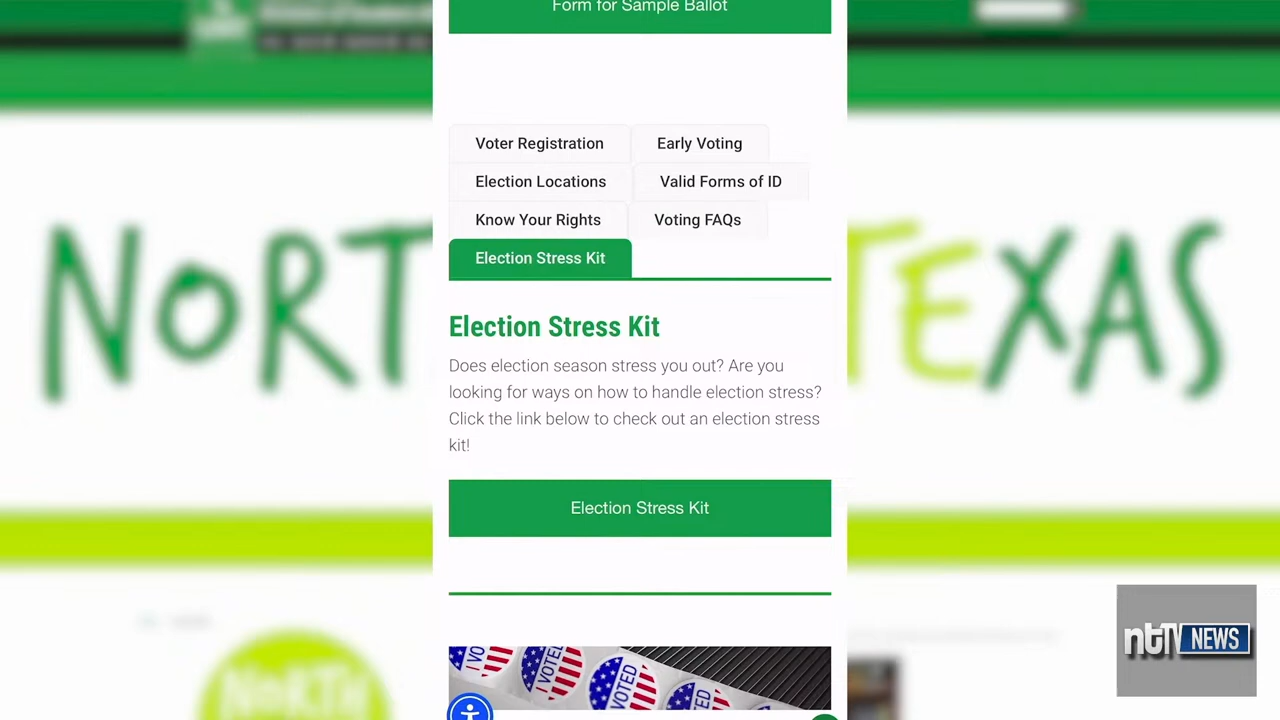 Form for Sample Ballot
Voter Registration
Early Voting
Election Locations
Valid Forms of ID
Know Your Rights
Voting FAQs
Election Stress Kit
Election Stress Kit
Does election season stress you out? Are you
looking for ways on how to handle election stress?
Click the link below to check out an election stress
kit!
Election Stress Kit
I VOTED
VOTED
NORT
TEXAS
NORTH
ntTV NEWS